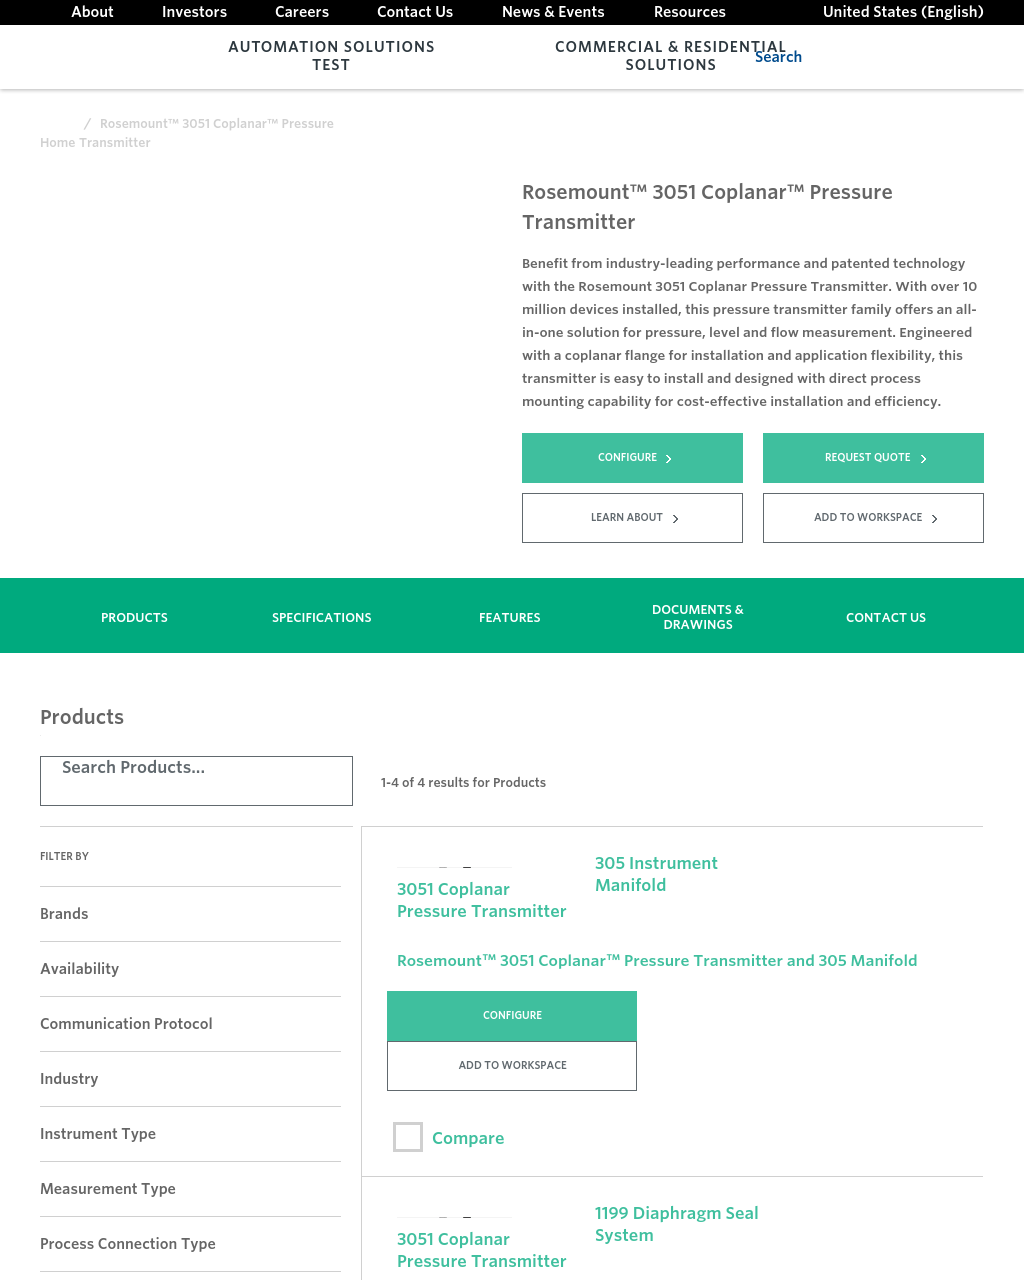 About
Investors
Careers
Contact Us
News & Events
Resources
United States (English)
AUTOMATION SOLUTIONS
TEST
COMMERCIAL & RESIDENTIAL
SOLUTIONS
Search
/ Rosemount™ 3051 Coplanar™ Pressure
Home Transmitter
Rosemount™ 3051 Coplanar™ Pressure
Transmitter
Benefit from industry-leading performance and patented technology
with the Rosemount 3051 Coplanar Pressure Transmitter. With over 10
million devices installed, this pressure transmitter family offers an all-
in-one solution for pressure, level and flow measurement. Engineered
with a coplanar flange for installation and application flexibility, this
transmitter is easy to install and designed with direct process
mounting capability for cost-effective installation and efficiency.
CONFIGURE
REQUEST QUOTE
LEARN ABOUT
ADD TO WORKSPACE
PRODUCTS
SPECIFICATIONS
FEATURES
DOCUMENTS &
DRAWINGS
CONTACT US
Products
Search Products...
1-4 of 4 results for Products
FILTER BY
Brands
Availability
Communication Protocol
Industry
Instrument Type
Measurement Type
Process Connection Type
3051 Coplanar
Pressure Transmitter
305 Instrument
Manifold
Rosemount™ 3051 Coplanar™ Pressure Transmitter and 305 Manifold
CONFIGURE
ADD TO WORKSPACE
Compare
3051 Coplanar
Pressure Transmitter
1199 Diaphragm Seal
System